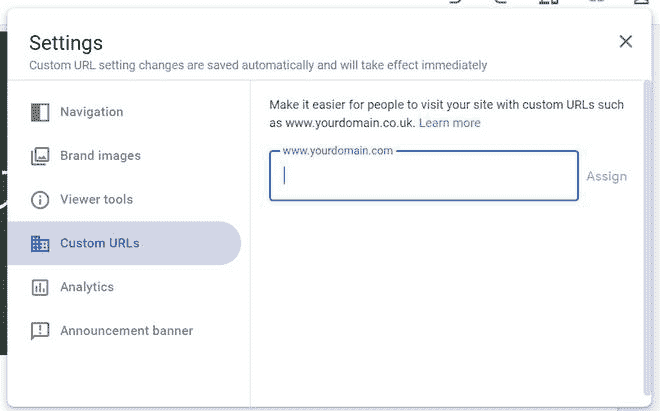 Settings
Custom URL setting changes are saved automatically and will take effect immediately
Navigation
Brand images
Viewer tools
Custom URLs
Analytics
Announcement banner
Make it easier for people to visit your site with custom URLs such
as www.yourdomain.co.uk. Learn more
www.yourdomain.com
Assign